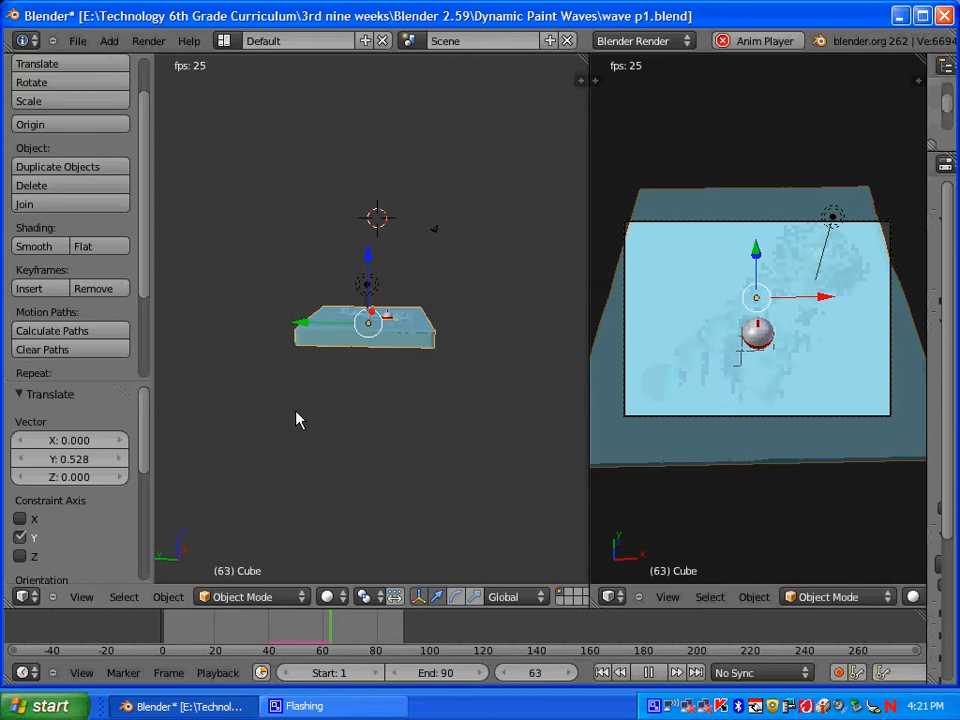 Blender* [E:\Technology 6th Grade Curriculum\3rd nine weeks\Blender 2.59\Dynamic Paint Waves\wave p1.blend]
File Add Render Help Default Scene Blender Render Anim Player blender.org 262 | Ve:6694
Translate
Rotate
Scale
Origin
Object:
Duplicate Objects
Delete
Join
Shading:
Smooth Flat
Keyframes:
Insert Remove
Motion Paths:
Calculate Paths
Clear Paths
Repeat:
Translate
Vector
X: 0.000
Y: 0.528
Z: 0.000
Constraint Axis
X
Y
Z
Orientation
fps: 25
z
y x
(63) Cube
fps: 25
y
z x
(63) Cube
View Select Object Object Mode Global
View Select Object Object Mode
-40 -20 0 20 40 60 80 100 120 140 160 180 200 220 240 260
View Marker Frame Playback Start: 1 End: 90 63 No Sync
start Blender* [E:\Technol... Flashing 4:21 PM